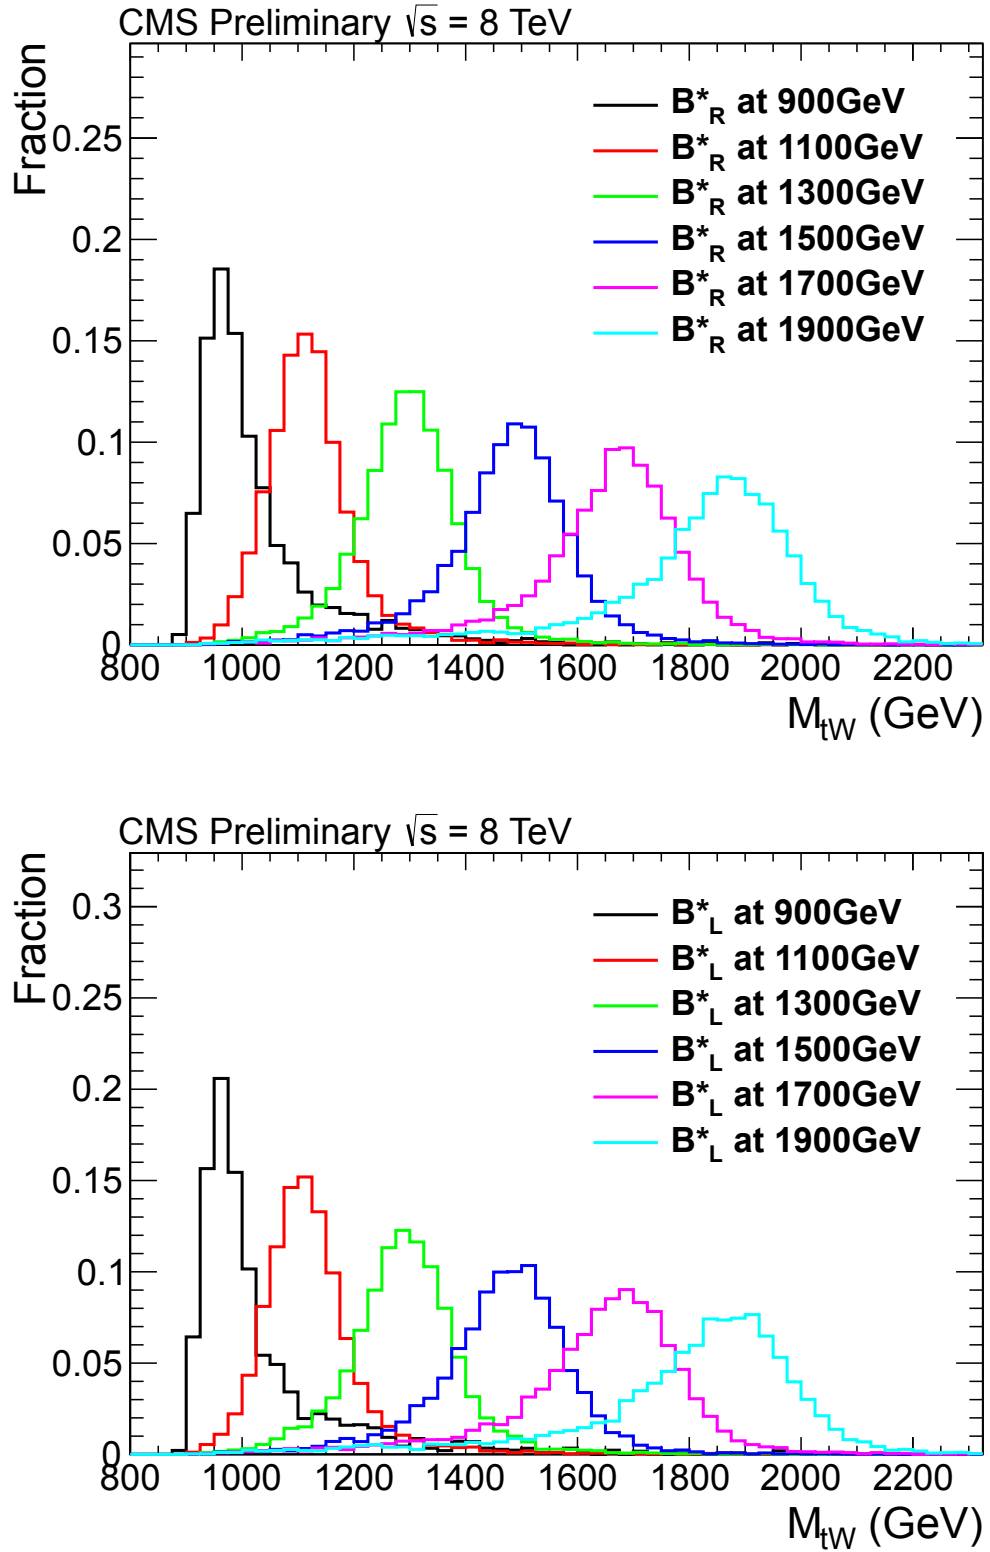 CMS Preliminary √s = 8 TeV
Fraction
B*R at 900GeV
B*R at 1100GeV
B*R at 1300GeV
B*R at 1500GeV
B*R at 1700GeV
B*R at 1900GeV
0.25
0.2
0.15
0.1
0.05
0
800 1000 1200 1400 1600 1800 2000 2200
MtW (GeV)
CMS Preliminary √s = 8 TeV
Fraction
B*L at 900GeV
B*L at 1100GeV
B*L at 1300GeV
B*L at 1500GeV
B*L at 1700GeV
B*L at 1900GeV
0.3
0.25
0.2
0.15
0.1
0.05
0
800 1000 1200 1400 1600 1800 2000 2200
MtW (GeV)